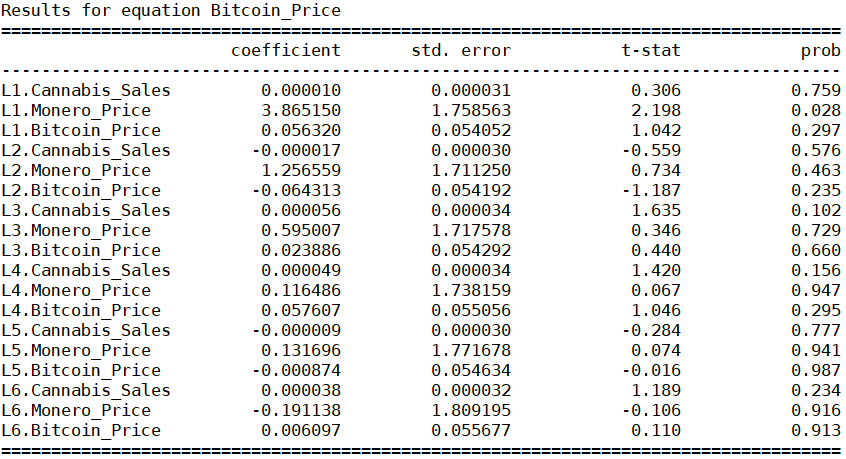 Results for equation Bitcoin_Price
====================================================================================
                       coefficient       std. error           t-stat            prob
------------------------------------------------------------------------------------
L1.Cannabis_Sales         0.000010         0.000031            0.306           0.759
L1.Monero_Price           3.865150         1.758563            2.198           0.028
L1.Bitcoin_Price          0.056320         0.054052            1.042           0.297
L2.Cannabis_Sales        -0.000017         0.000030           -0.559           0.576
L2.Monero_Price           1.256559         1.711250            0.734           0.463
L2.Bitcoin_Price         -0.064313         0.054192           -1.187           0.235
L3.Cannabis_Sales         0.000056         0.000034            1.635           0.102
L3.Monero_Price           0.595007         1.717578            0.346           0.729
L3.Bitcoin_Price          0.023886         0.054292            0.440           0.660
L4.Cannabis_Sales         0.000049         0.000034            1.420           0.156
L4.Monero_Price           0.116486         1.738159            0.067           0.947
L4.Bitcoin_Price          0.057607         0.055056            1.046           0.295
L5.Cannabis_Sales        -0.000009         0.000030           -0.284           0.777
L5.Monero_Price           0.131696         1.771678            0.074           0.941
L5.Bitcoin_Price         -0.000874         0.054634           -0.016           0.987
L6.Cannabis_Sales         0.000038         0.000032            1.189           0.234
L6.Monero_Price          -0.191138         1.809195           -0.106           0.916
L6.Bitcoin_Price          0.006097         0.055677            0.110           0.913
====================================================================================